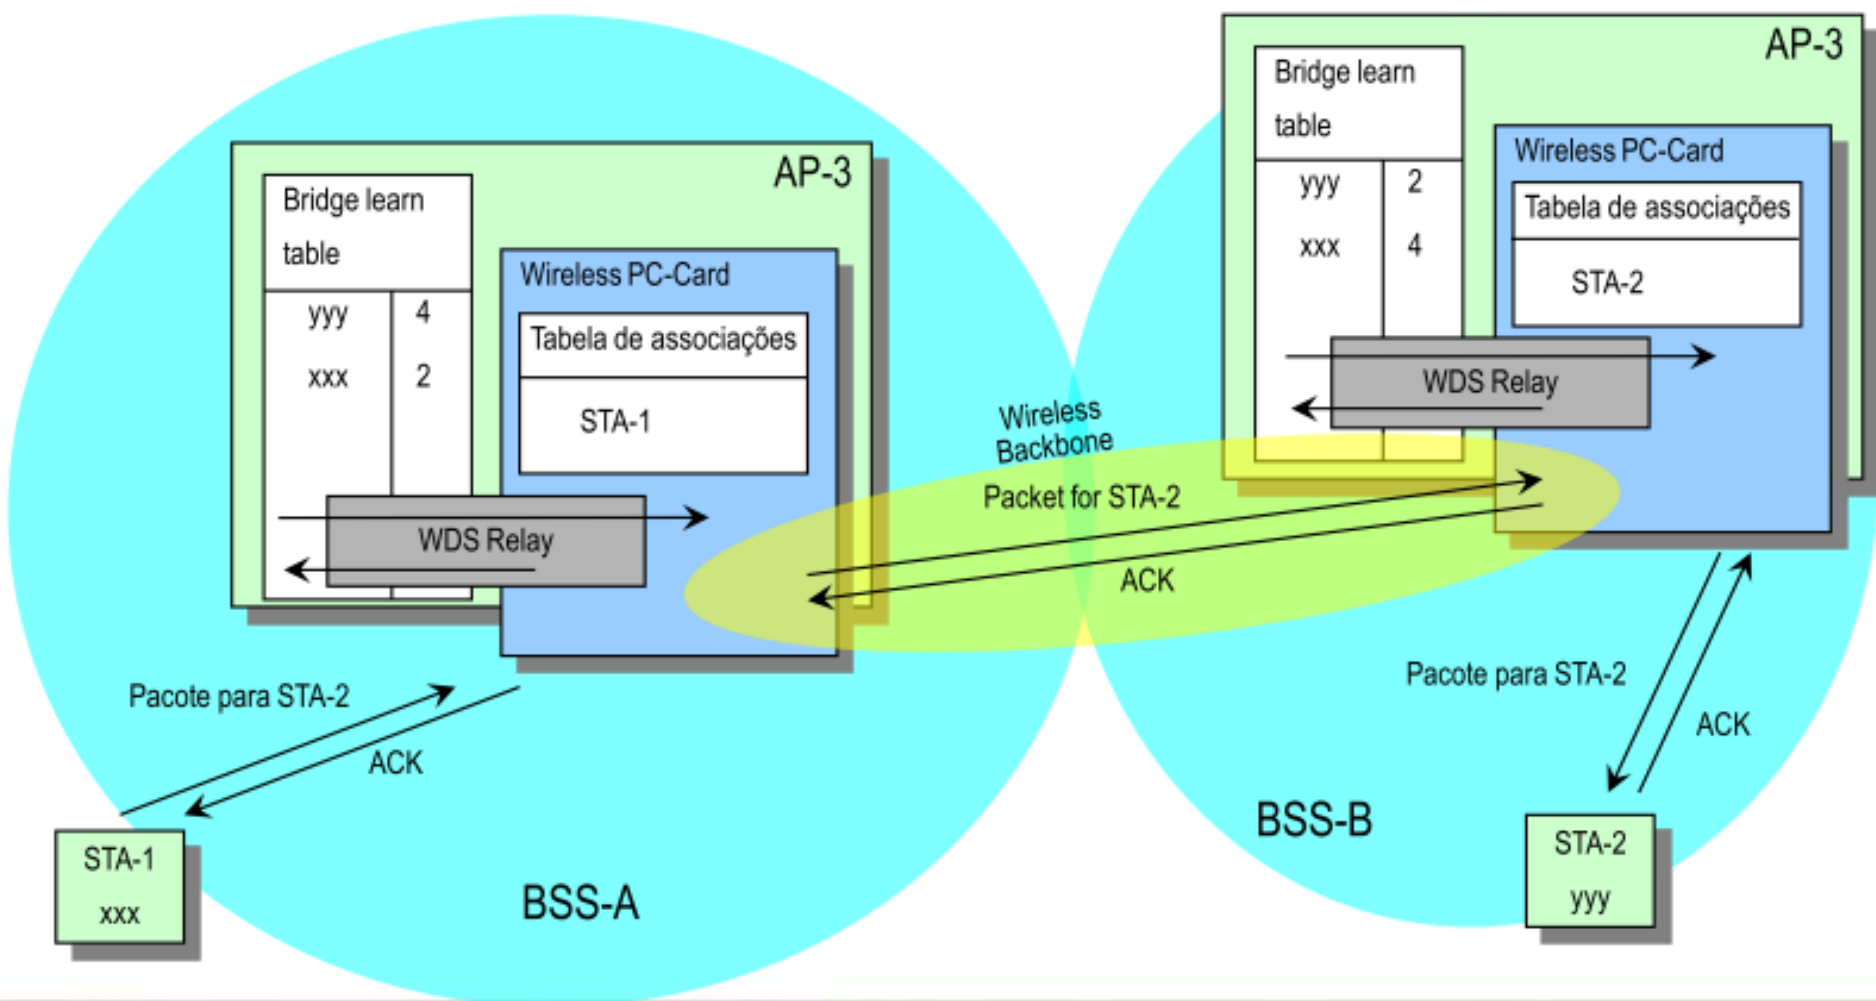 AP-3
Bridge learn
table
yyy 4
xxx 2
Wireless PC-Card
Tabela de associações
STA-1
WDS Relay
Pacote para STA-2
ACK
STA-1
xxx
BSS-A
Wireless
Backbone
Packet for STA-2
ACK
AP-3
Bridge learn
table
yyy 2
xxx 4
Wireless PC-Card
Tabela de associações
STA-2
WDS Relay
Pacote para STA-2
ACK
BSS-B
STA-2
yyy